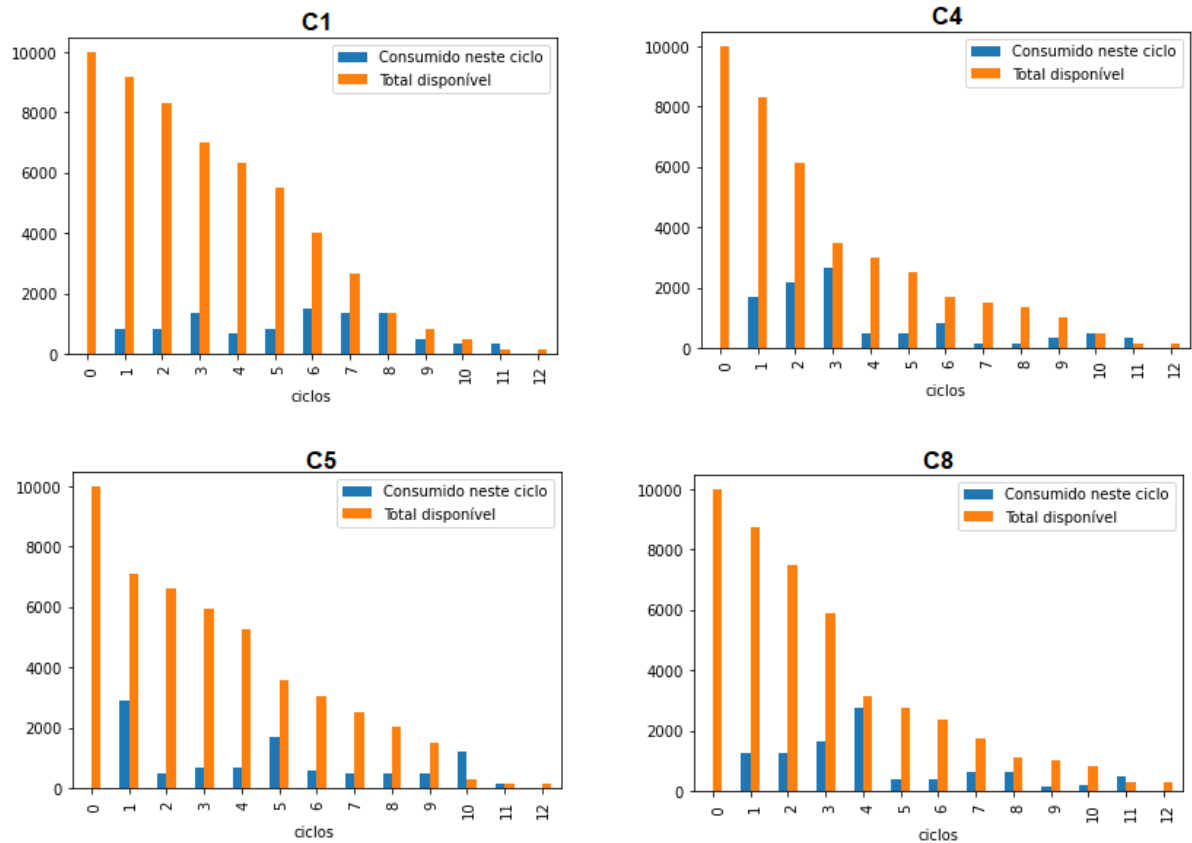 C1
10000
8000
6000
4000
2000
0
Consumido neste ciclo
Total disponível
0 1 2 3 4 5 6 7 8 9 10 11 12
ciclos
C4
10000
8000
6000
4000
2000
0
Consumido neste ciclo
Total disponível
0 1 2 3 4 5 6 7 8 9 10 11 12
ciclos
C5
10000
8000
6000
4000
2000
0
Consumido neste ciclo
Total disponível
0 1 2 3 4 5 6 7 8 9 10 11 12
ciclos
C8
10000
8000
6000
4000
2000
0
Consumido neste ciclo
Total disponível
0 1 2 3 4 5 6 7 8 9 10 11 12
ciclos